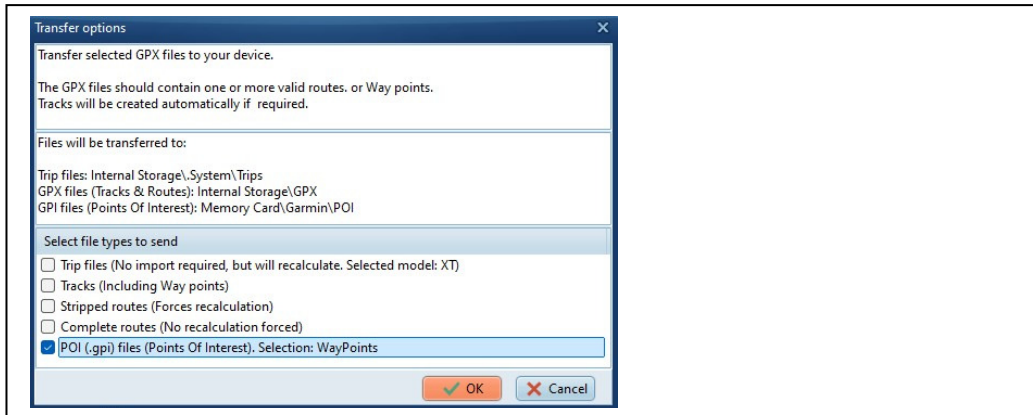 Transfer options
Transfer selected GPX files to your device.
The GPX files should contain one or more valid routes. or Way points.
Tracks will be created automatically if  required.
Files will be transferred to:
Trip files: Internal Storage\.System\Trips
GPX files (Tracks & Routes): Internal Storage\GPX
GPI files (Points Of Interest): Memory Card\Garmin\POI
Select file types to send
Trip files (No import required, but will recalculate. Selected model: XT)
Tracks (Including Way points)
Stripped routes (Forces recalculation)
Complete routes (No recalculation forced)
POI (.gpi) files (Points Of Interest). Selection: WayPoints
OK
Cancel